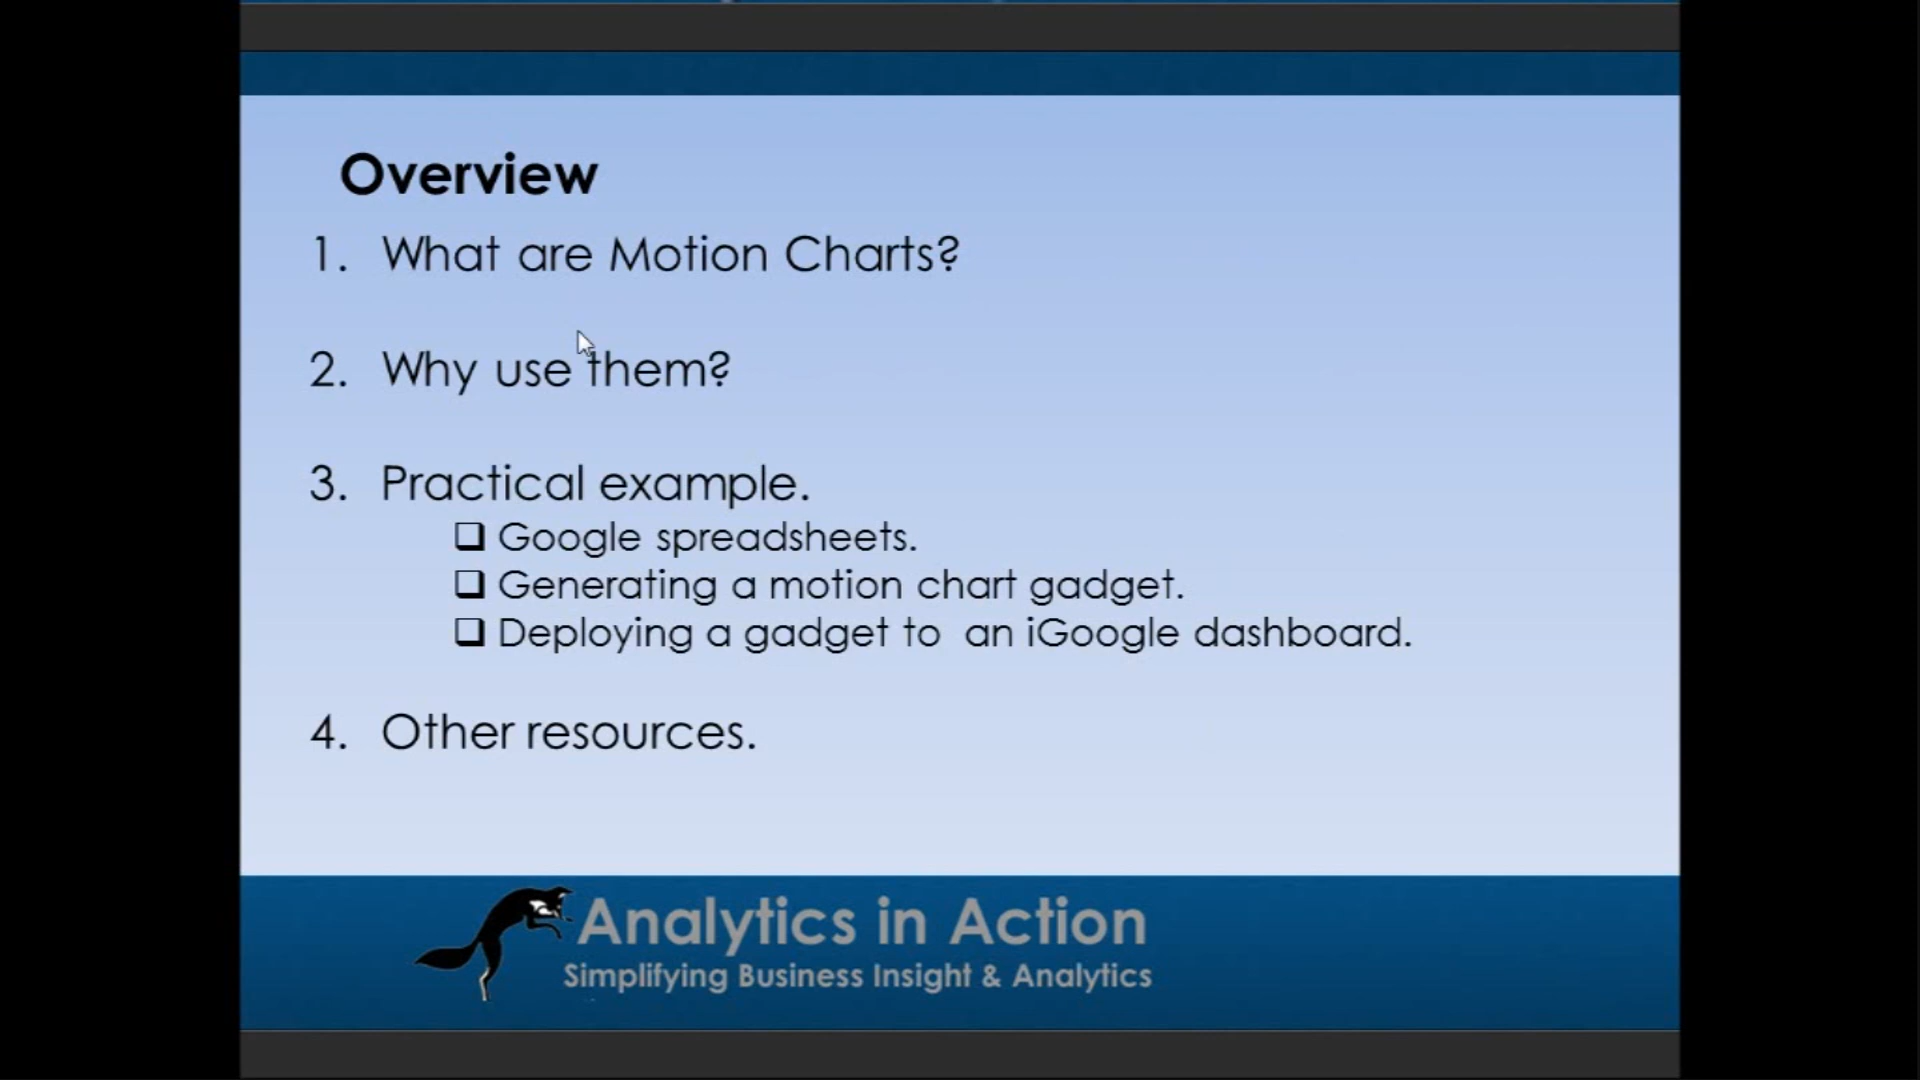 Overview
1. What are Motion Charts?
2. Why use them?
3. Practical example.
❑ Google spreadsheets.
❑ Generating a motion chart gadget.
❑ Deploying a gadget to  an iGoogle dashboard.
4. Other resources.
Analytics in Action
Simplifying Business Insight & Analytics